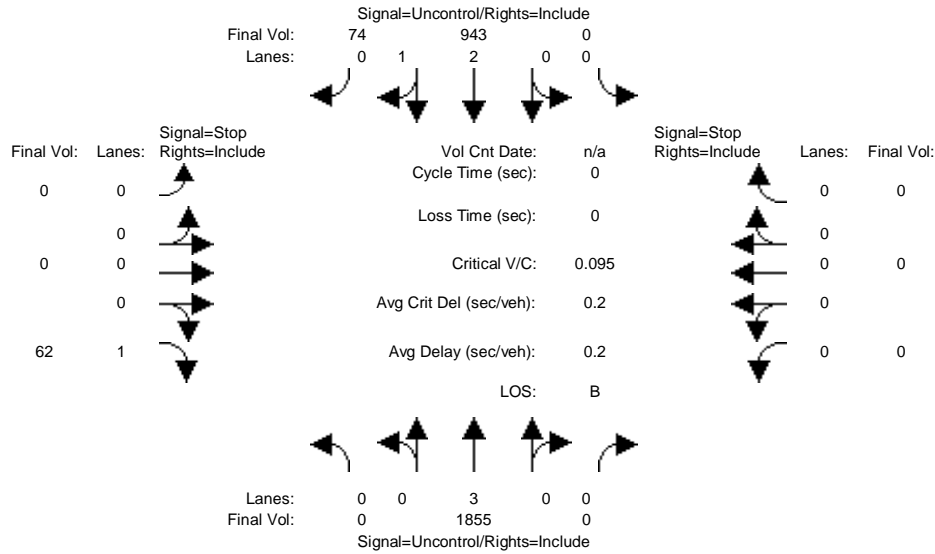 Signal=Uncontrol/Rights=Include
Final Vol: 74 943 0
Lanes: 0 1 2 0 0
Signal=Stop Signal=Stop
Final Vol: Lanes: Rights=Include Vol Cnt Date: n/a Rights=Include Lanes: Final Vol:
Cycle Time (sec): 0
0 0 0 0
Loss Time (sec): 0
0 0
0 0 Critical V/C: 0.095 0 0
0 Avg Crit Del (sec/veh): 0.2 0
62 1 Avg Delay (sec/veh): 0.2 0 0
LOS: B
Lanes: 0 0 3 0 0
Final Vol: 0 1855 0
Signal=Uncontrol/Rights=Include